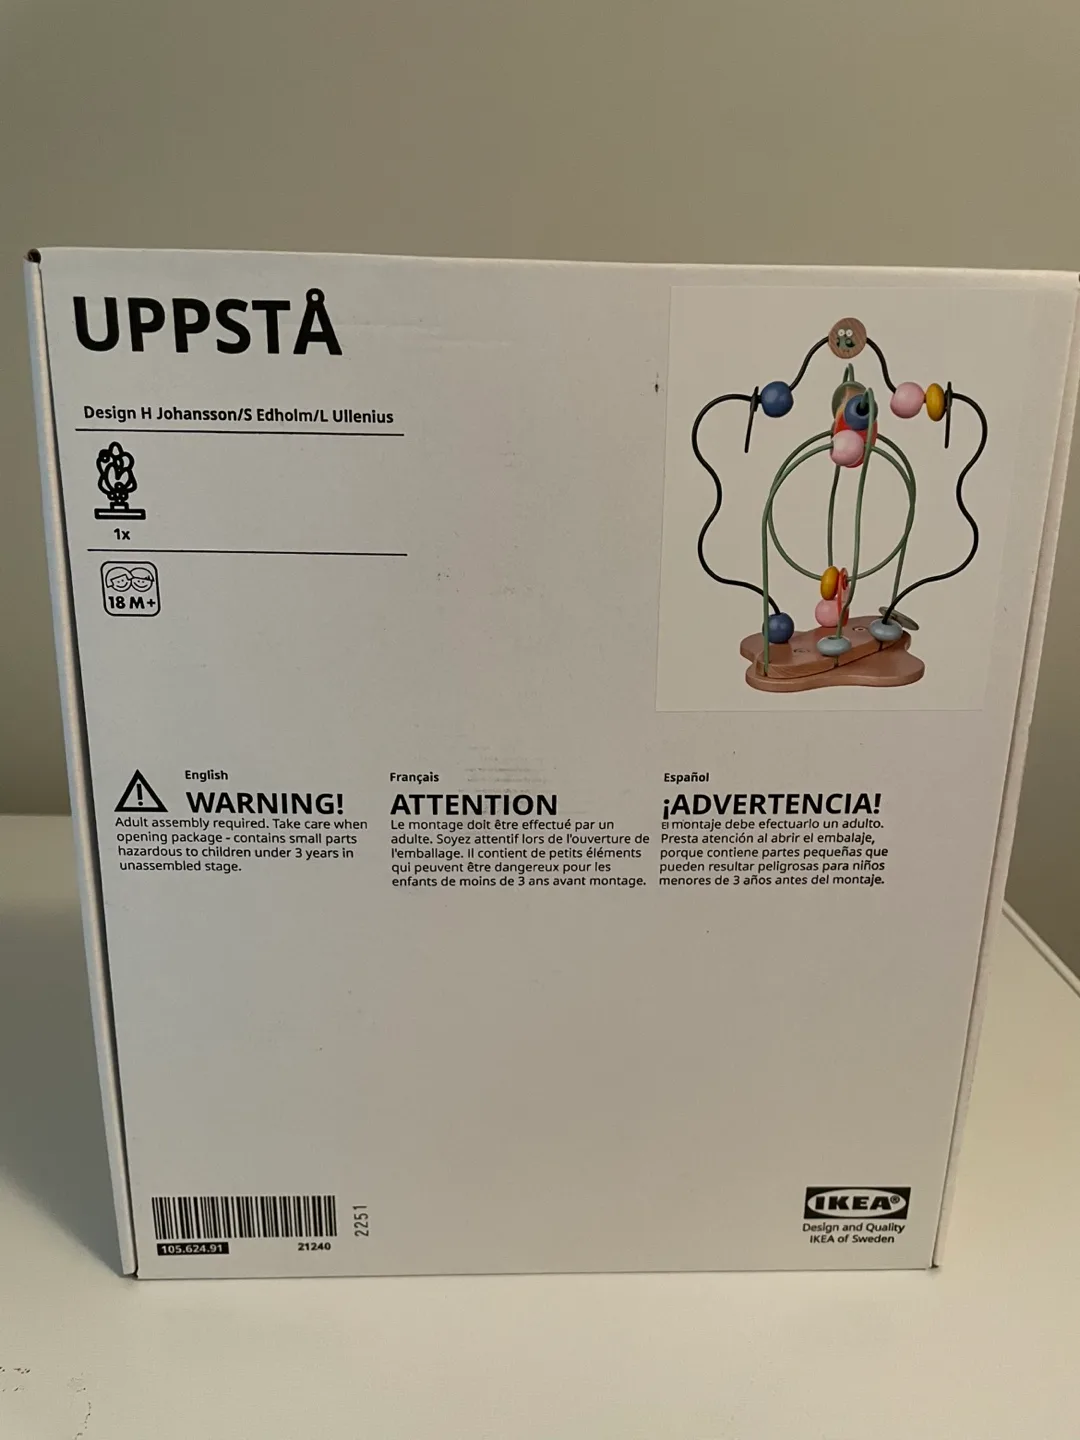 UPPSTÅ
Design H Johansson/S Edholm/L Ullenius
1x
18 M+
English
WARNING!
Adult assembly required. Take care when
opening package - contains small parts
hazardous to children under 3 years in
unassembled stage.
Français
ATTENTION
Le montage doit être effectué par un
adulte. Soyez attentif lors de l'ouverture de
l'emballage. Il contient de petits éléments
qui peuvent être dangereux pour les
enfants de moins de 3 ans avant montage.
Español
¡ADVERTENCIA!
El montaje debe efectuarlo un adulto.
Presta atención al abrir el embalaje,
porque contiene partes pequeñas que
pueden resultar peligrosas para niños
menores de 3 años antes del montaje.
105.624.91
21240
2251
IKEA®
Design and Quality
IKEA of Sweden